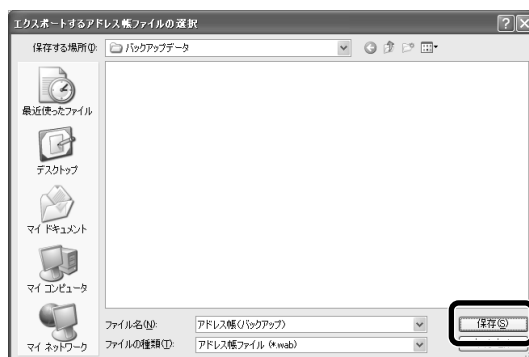 エクスポートするアドレス帳ファイルの選択
保存する場所(I): バックアップデータ
最近使ったファイル
デスクトップ
マイ ドキュメント
マイ コンピュータ
マイ ネットワーク
ファイル名(N): アドレス帳(バックアップ) 保存(S)
ファイルの種類(T): アドレス帳ファイル (*.wab)